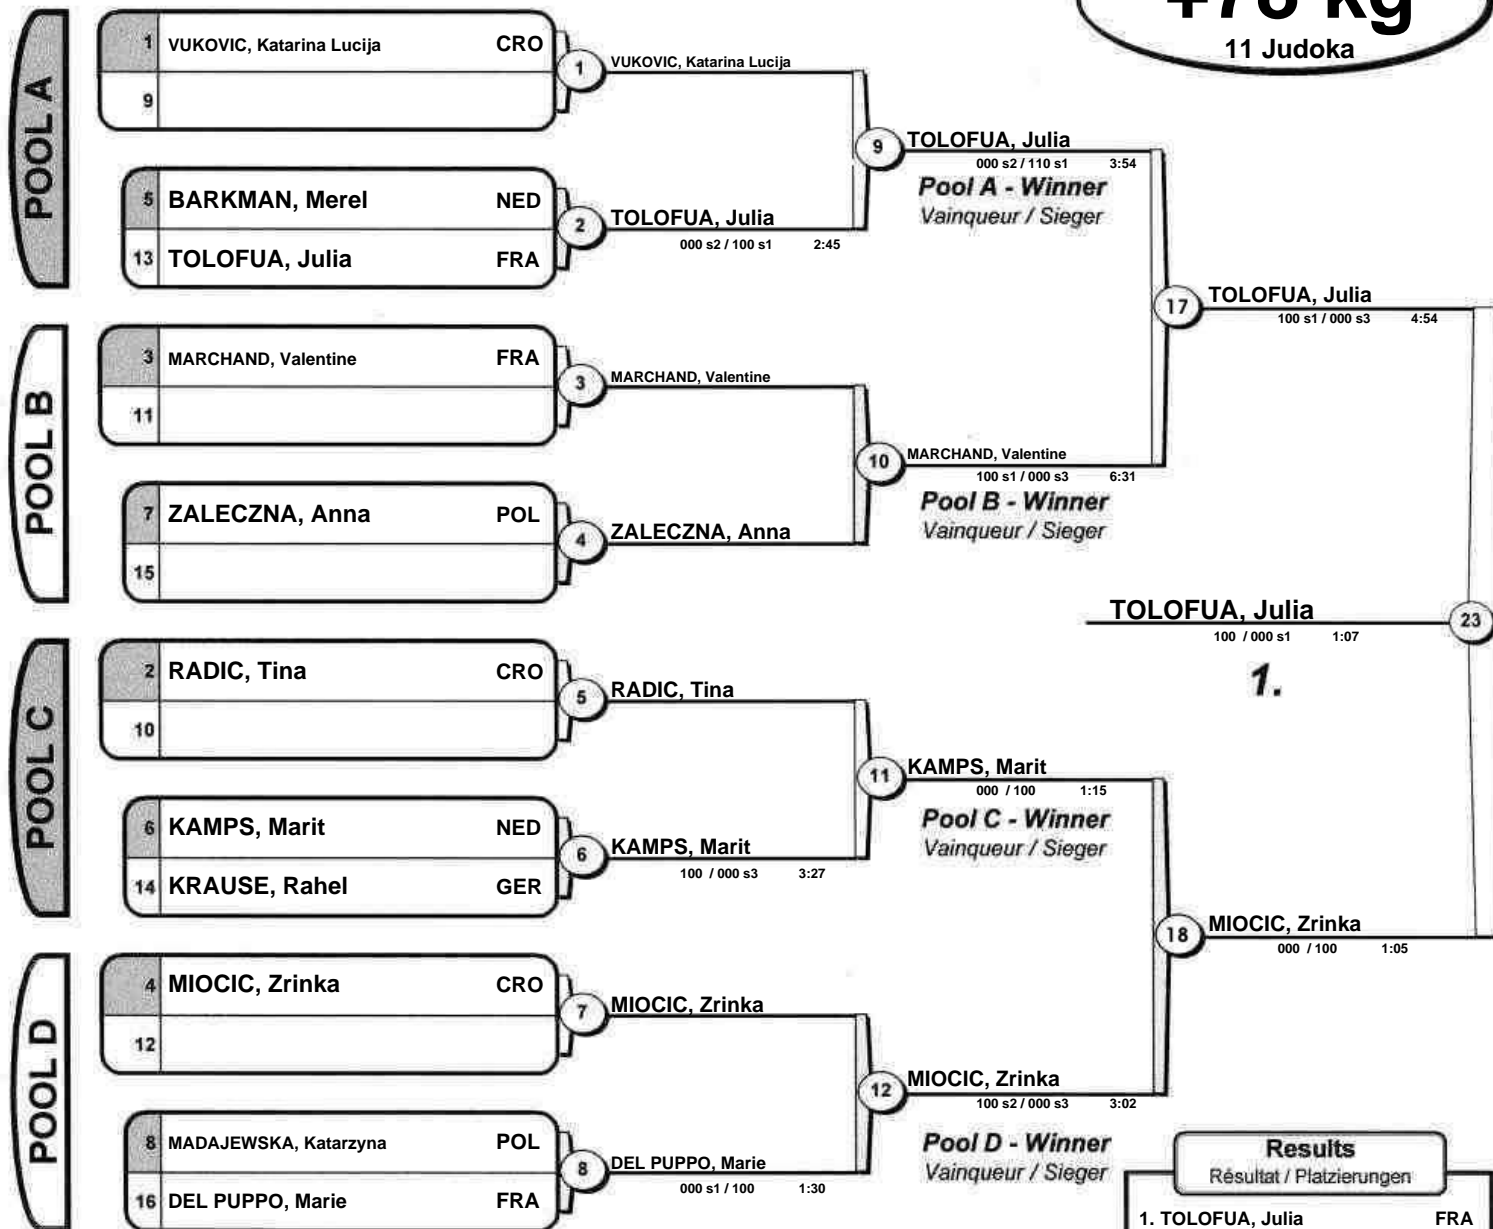 +78 kg
11 Judoka
POOL A
1 VUKOVIC, Katarina Lucija CRO
9
5 BARKMAN, Merel NED
13 TOLOFUA, Julia FRA
1 VUKOVIC, Katarina Lucija
2 TOLOFUA, Julia
000 s2 / 100 s1 2:45
9 TOLOFUA, Julia
000 s2 / 110 s1 3:54
Pool A - Winner
Vainqueur / Sieger
POOL B
3 MARCHAND, Valentine FRA
11
7 ZALECZNA, Anna POL
15
3 MARCHAND, Valentine
4 ZALECZNA, Anna
10 MARCHAND, Valentine
100 s1 / 000 s3 6:31
Pool B - Winner
Vainqueur / Sieger
17 TOLOFUA, Julia
100 s1 / 000 s3 4:54
TOLOFUA, Julia 23
100 / 000 s1 1:07
1.
POOL C
2 RADIC, Tina CRO
10
6 KAMPS, Marit NED
14 KRAUSE, Rahel GER
5 RADIC, Tina
6 KAMPS, Marit
100 / 000 s3 3:27
11 KAMPS, Marit
000 / 100 1:15
Pool C - Winner
Vainqueur / Sieger
18 MIOCIC, Zrinka
000 / 100 1:05
POOL D
4 MIOCIC, Zrinka CRO
12
8 MADAJEWSKA, Katarzyna POL
16 DEL PUPPO, Marie FRA
7 MIOCIC, Zrinka
8 DEL PUPPO, Marie
000 s1 / 100 1:30
12 MIOCIC, Zrinka
100 s2 / 000 s3 3:02
Pool D - Winner
Vainqueur / Sieger
Results
Résultat / Platzierungen
1. TOLOFUA, Julia FRA